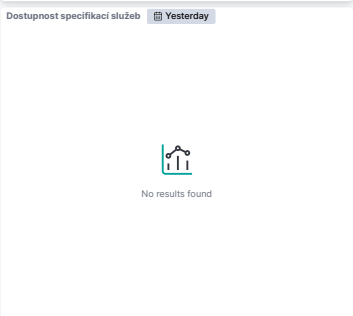 Dostupnost specifikací služeb Yesterday
No results found